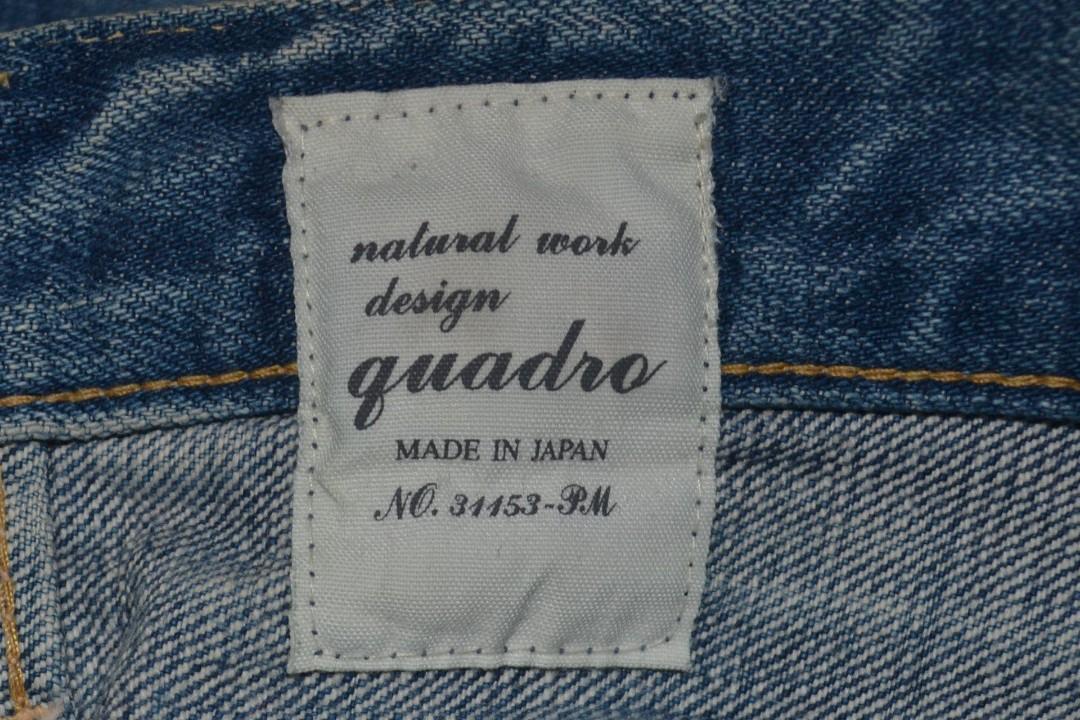 natural work
design
quadro
MADE IN JAPAN
NO. 31153-PM